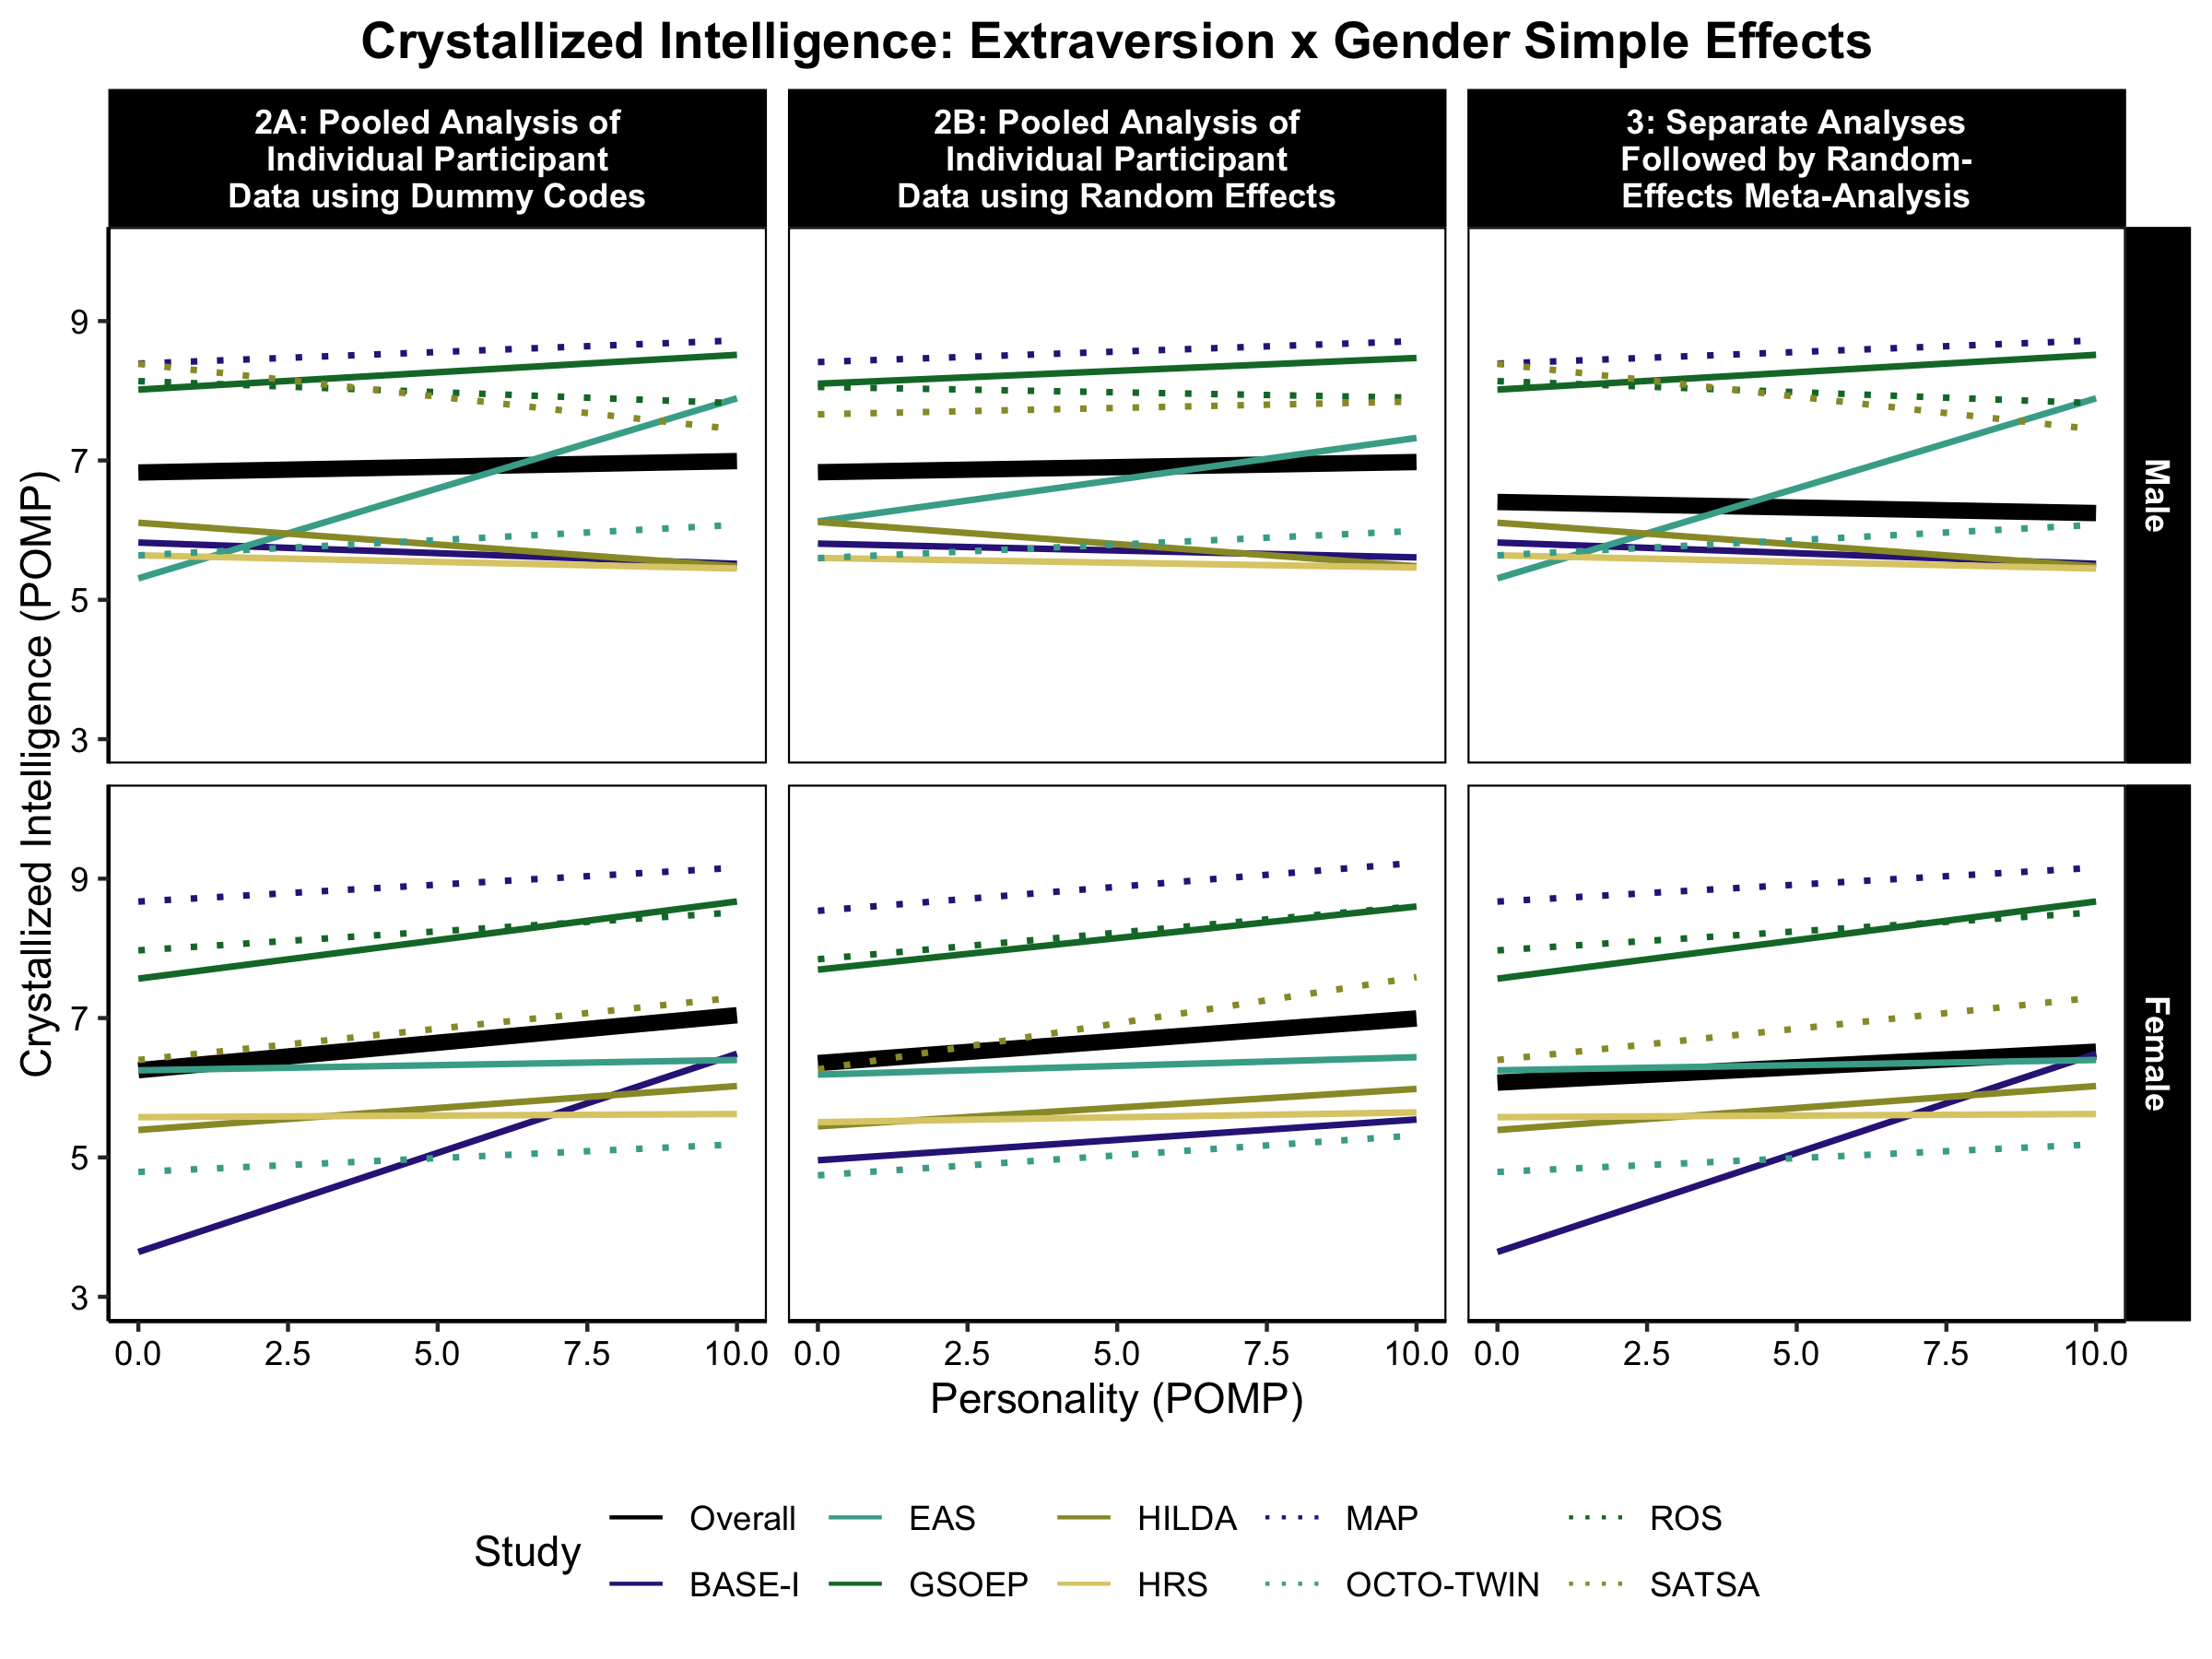 Crystallized Intelligence: Extraversion x Gender Simple Effects
2A: Pooled Analysis of
Individual Participant
Data using Dummy Codes
2B: Pooled Analysis of
Individual Participant
Data using Random Effects
3: Separate Analyses
Followed by Random-
Effects Meta-Analysis
Crystallized Intelligence (POMP)
9
7
5
3
Male
9
7
5
3
Female
0.0 2.5 5.0 7.5 10.0
0.0 2.5 5.0 7.5 10.0
0.0 2.5 5.0 7.5 10.0
Personality (POMP)
Study
Overall EAS HILDA MAP ROS
BASE-I GSOEP HRS OCTO-TWIN SATSA